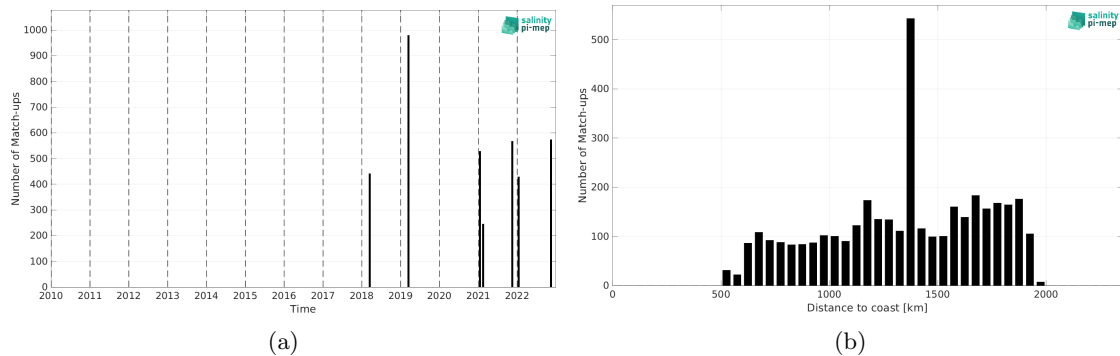 salinity
pi-mep
1000
900
800
700
600
500
400
300
200
100
0
Number of Match-ups
2010 2011 2012 2013 2014 2015 2016 2017 2018 2019 2020 2021 2022
Time
(a)
salinity
pi-mep
500
400
300
200
100
0
Number of Match-ups
0 500 1000 1500 2000
Distance to coast [km]
(b)